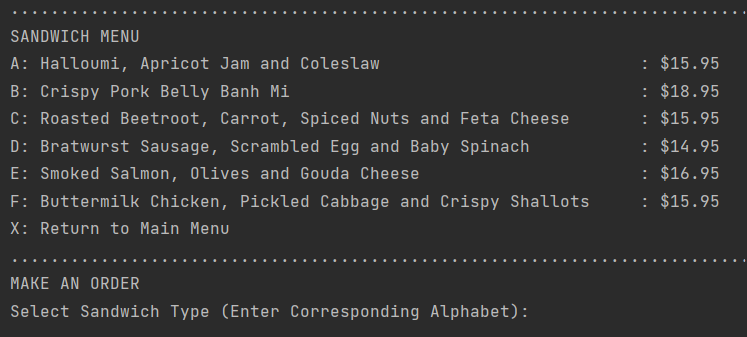 ..........................................................................
SANDWICH MENU
A: Halloumi, Apricot Jam and Coleslaw : $15.95
B: Crispy Pork Belly Banh Mi : $18.95
C: Roasted Beetroot, Carrot, Spiced Nuts and Feta Cheese : $15.95
D: Bratwurst Sausage, Scrambled Egg and Baby Spinach : $14.95
E: Smoked Salmon, Olives and Gouda Cheese : $16.95
F: Buttermilk Chicken, Pickled Cabbage and Crispy Shallots : $15.95
X: Return to Main Menu
..........................................................................
MAKE AN ORDER
Select Sandwich Type (Enter Corresponding Alphabet):